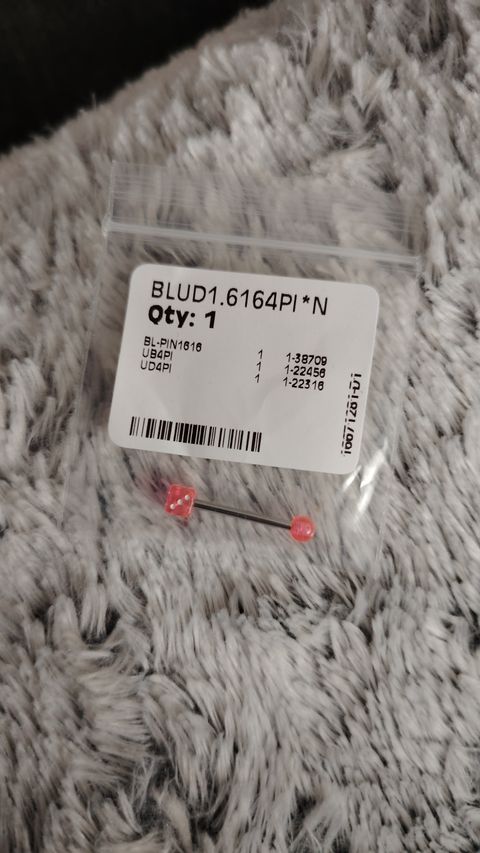 BLUD1.6164PI*N
Qty: 1
BL-PIN1616 1 1-38709
UB4PI 1 1-22456
UD4PI 1 1-22316